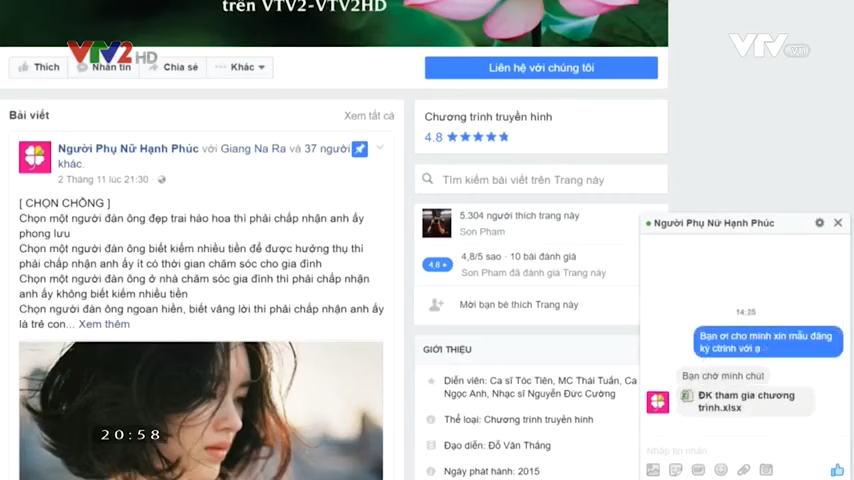 trên VTV2-VTV2HD
VTV2 HD
VTV.vn
Thích
Nhắn tin
Chia sẻ
Khác
Liên hệ với chúng tôi
Bài viết
Xem tất cả
Người Phụ Nữ Hạnh Phúc với Giang Na Ra và 37 người
khác.
2 Tháng 11 lúc 21:30
[ CHỌN CHỒNG ]
Chọn một người đàn ông đẹp trai hào hoa thì phải chấp nhận anh ấy
phong lưu
Chọn một người đàn ông biết kiếm nhiều tiền để được hưởng thụ thì
phải chấp nhận anh ấy ít có thời gian chăm sóc cho gia đình
Chọn một người đàn ông ở nhà chăm sóc gia đình thì phải chấp nhận
anh ấy không biết kiếm nhiều tiền
Chọn người đàn ông ngoan hiền, biết vâng lời thì phải chấp nhận anh ấy
là trẻ con... Xem thêm
20:58
Chương trình truyền hình
4.8
Tìm kiếm bài viết trên Trang này
5.304 người thích trang này
Son Pham
4,8/5 sao · 10 bài đánh giá
4,8
Son Pham đã đánh giá Trang này
Mời bạn bè thích Trang này
GIỚI THIỆU
Diễn viên: Ca sĩ Tóc Tiên, MC Thái Tuấn, Ca
Ngọc Anh, Nhạc sĩ Nguyễn Đức Cường
Thể loại: Chương trình truyền hình
Đạo diễn: Đỗ Văn Thắng
Ngày phát hành: 2015
Người Phụ Nữ Hạnh Phúc
14:25
Bạn ơi cho mình xin mẫu đăng
ký ctrình với ạ
Bạn chờ mình chút
ĐK tham gia chương
trình.xlsx
Nhập tin nhắn
GIF